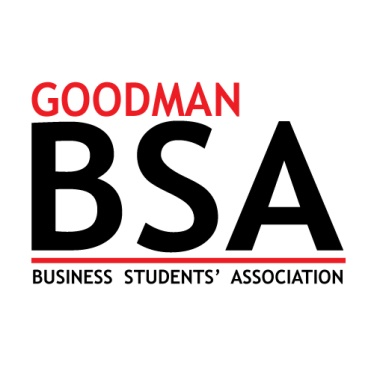 GOODMAN
BSA
BUSINESS STUDENTS’ ASSOCIATION